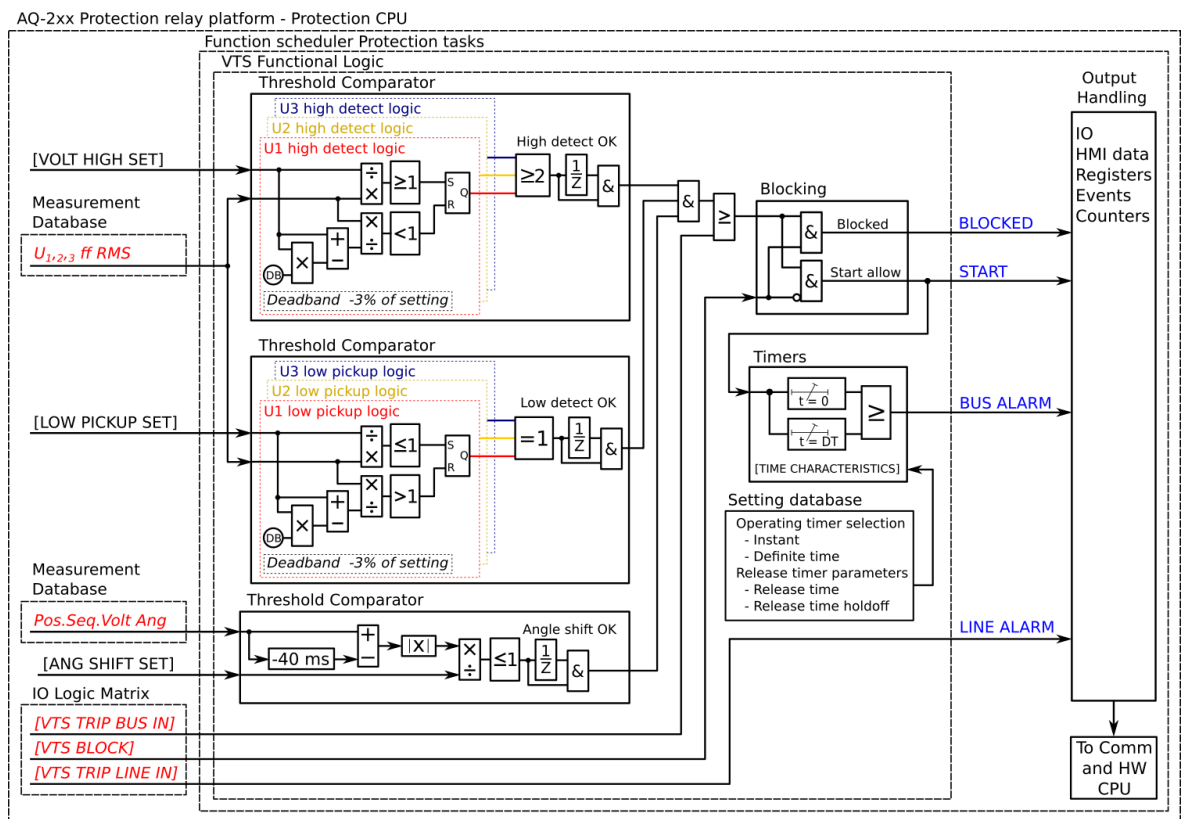 AQ-2xx Protection relay platform - Protection CPU
Function scheduler Protection tasks
VTS Functional Logic
Threshold Comparator
U3 high detect logic
U2 high detect logic
U1 high detect logic
[VOLT HIGH SET]
÷
×
≥1
S
R
Q
High detect OK
≥2
1
Z
&
Measurement
Database
U1,2,3 ff RMS
×
÷
<1
+
−
×
DB
Deadband -3% of setting
&
≥
Blocking
&
Blocked
&
Start allow
BLOCKED
START
Output
Handling
IO
HMI data
Registers
Events
Counters
Threshold Comparator
U3 low pickup logic
U2 low pickup logic
U1 low pickup logic
[LOW PICKUP SET]
÷
×
≤1
S
R
Q
Low detect OK
=1
1
Z
&
×
÷
>1
+
−
×
DB
Deadband -3% of setting
Timers
t = 0
t = DT
≥
[TIME CHARACTERISTICS]
BUS ALARM
Setting database
Operating timer selection
- Instant
- Definite time
Release timer parameters
- Release time
- Release time holdoff
Measurement
Database
Pos.Seq.Volt Ang
Threshold Comparator
Angle shift OK
-40 ms
+
−
|X|
×
÷
≤1
1
Z
&
[ANG SHIFT SET]
LINE ALARM
IO Logic Matrix
[VTS TRIP BUS IN]
[VTS BLOCK]
[VTS TRIP LINE IN]
To Comm
and HW
CPU